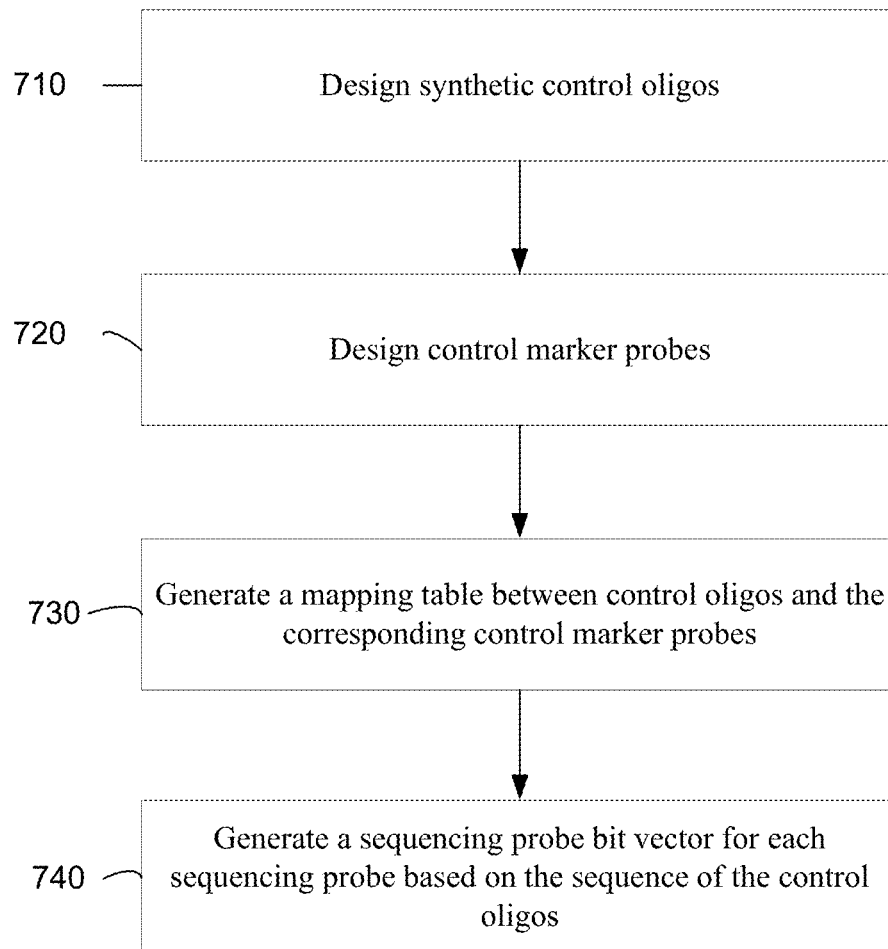 710
Design synthetic control oligos
720
Design control marker probes
730
Generate a mapping table between control oligos and the
corresponding control marker probes
740
Generate a sequencing probe bit vector for each
sequencing probe based on the sequence of the control
oligos